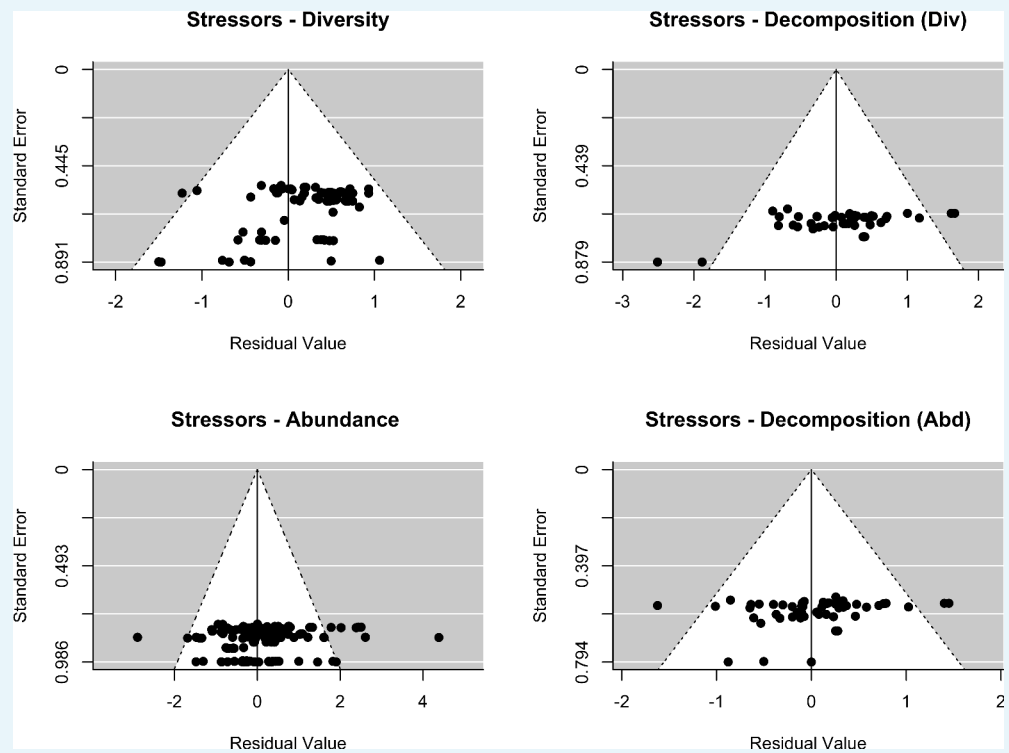 Stressors - Diversity
Standard Error
0
0.445
0.891
-2 -1 0 1 2
Residual Value
Stressors - Decomposition (Div)
Standard Error
0
0.439
0.879
-3 -2 -1 0 1 2
Residual Value
Stressors - Abundance
Standard Error
0
0.493
0.986
-2 0 2 4
Residual Value
Stressors - Decomposition (Abd)
Standard Error
0
0.397
0.794
-2 -1 0 1 2
Residual Value